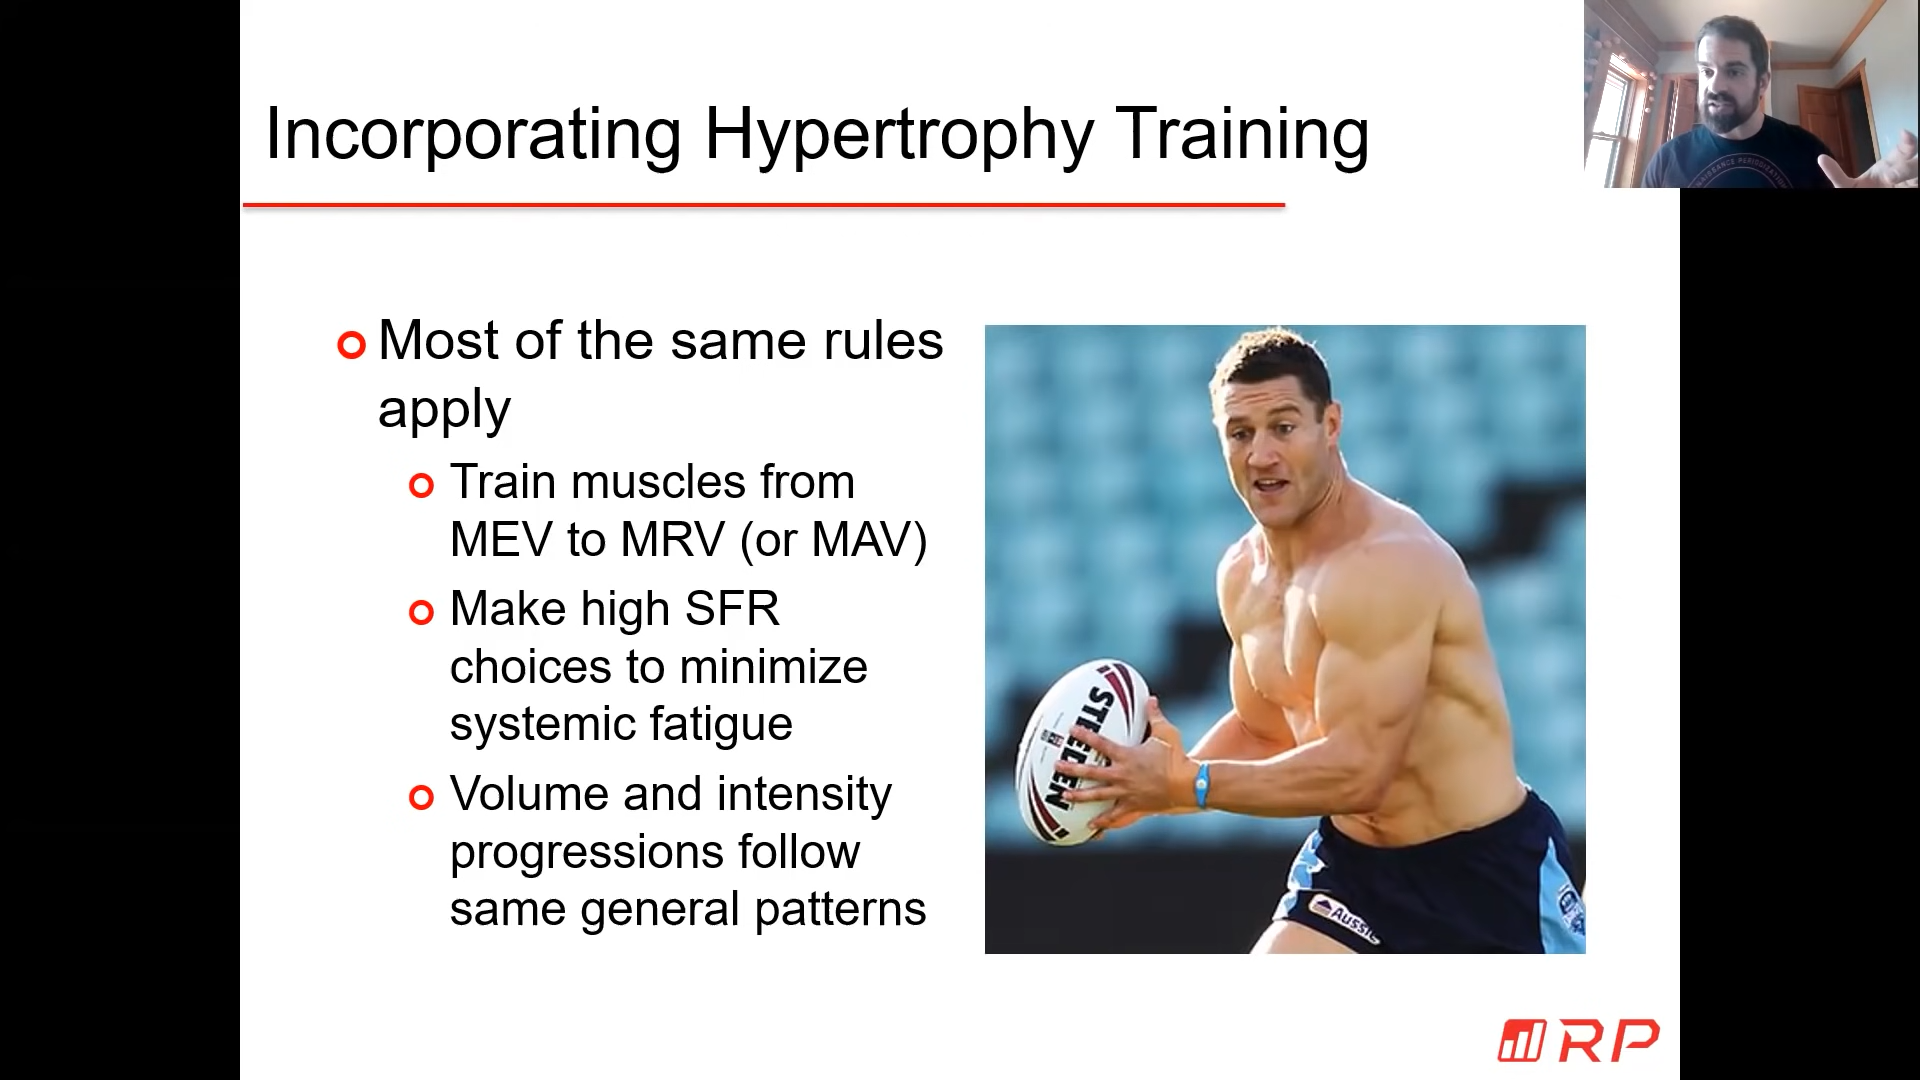 Incorporating Hypertrophy Training
Most of the same rules
apply
Train muscles from
MEV to MRV (or MAV)
Make high SFR
choices to minimize
systemic fatigue
Volume and intensity
progressions follow
same general patterns
STEEDEN
Aussie
RP